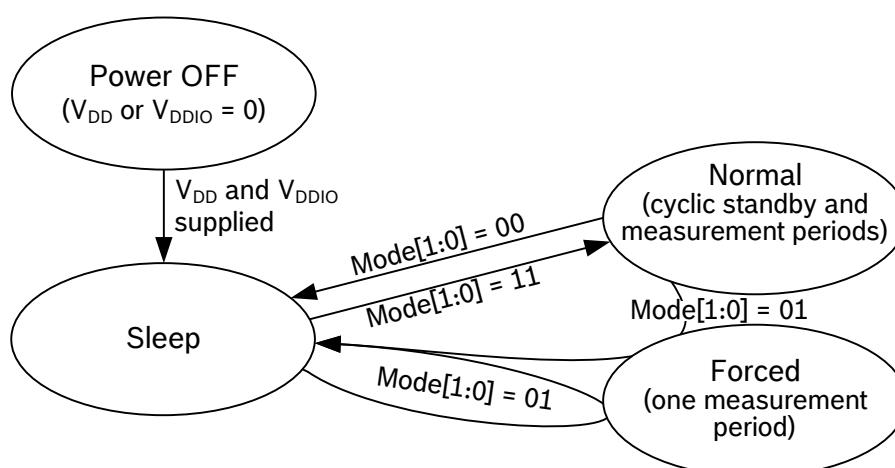 Power OFF
(VDD or VDDIO = 0)
VDD and VDDIO
supplied
Normal
(cyclic standby and
measurement periods)
Mode[1:0] = 00
Mode[1:0] = 11
Mode[1:0] = 01
Sleep
Mode[1:0] = 01
Forced
(one measurement
period)